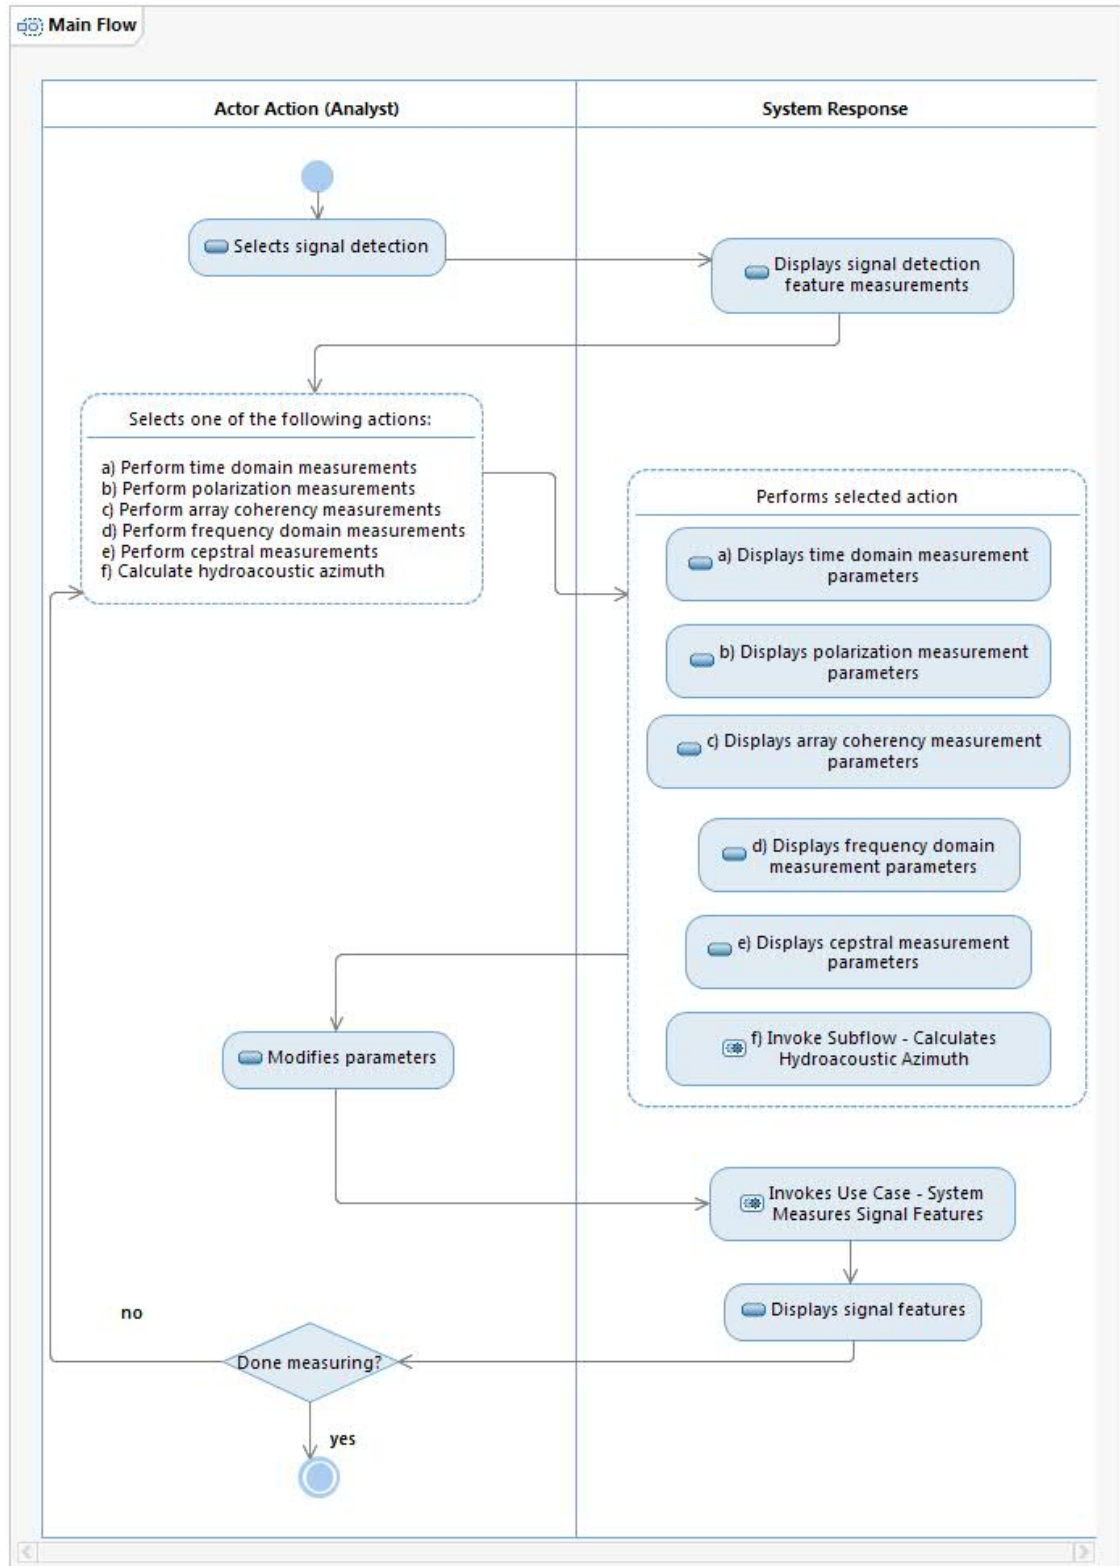 Main Flow
Actor Action (Analyst)
System Response
Selects signal detection
Displays signal detection
feature measurements
Selects one of the following actions:
a) Perform time domain measurements
b) Perform polarization measurements
c) Perform array coherency measurements
d) Perform frequency domain measurements
e) Perform cepstral measurements
f) Calculate hydroacoustic azimuth
Performs selected action
a) Displays time domain measurement
parameters
b) Displays polarization measurement
parameters
c) Displays array coherency measurement
parameters
d) Displays frequency domain
measurement parameters
e) Displays cepstral measurement
parameters
f) Invoke Subflow - Calculates
Hydroacoustic Azimuth
Modifies parameters
Invokes Use Case - System
Measures Signal Features
Displays signal features
no
Done measuring?
yes